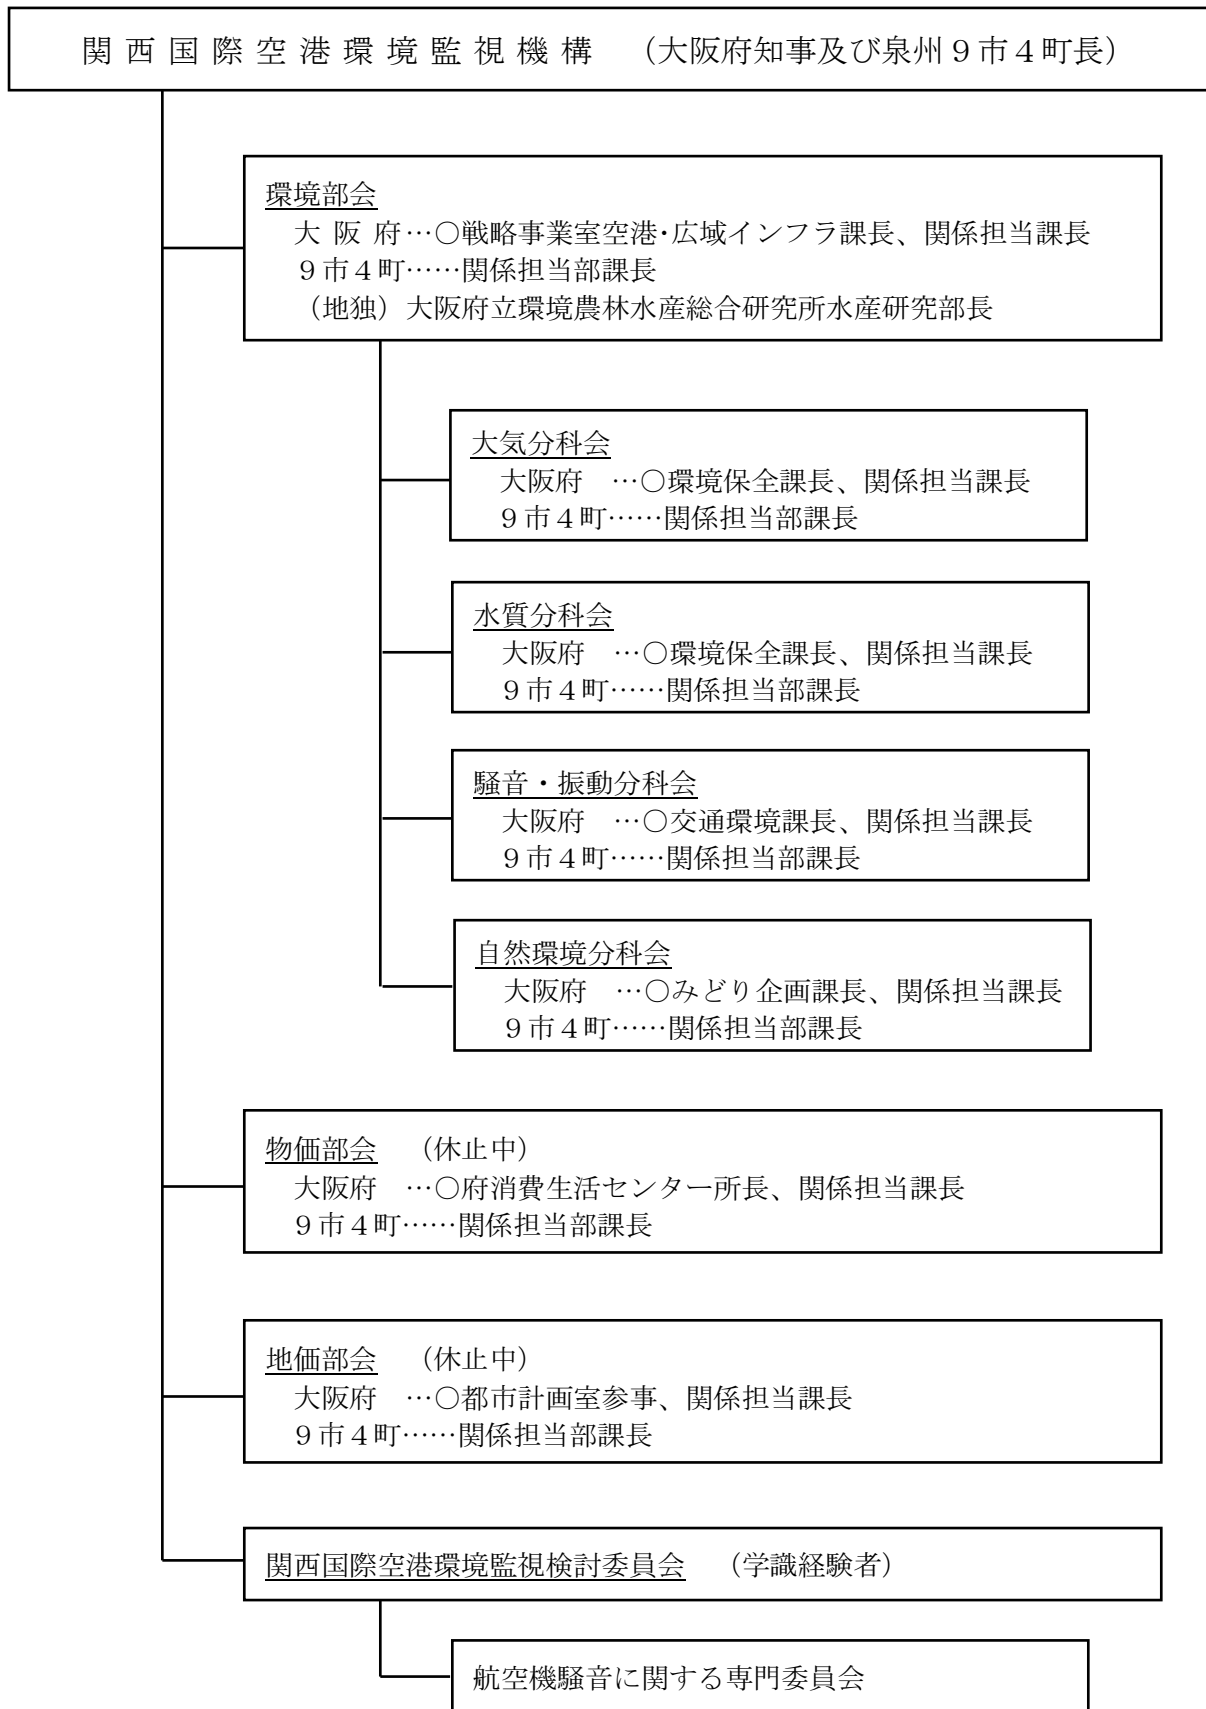 関西国際空港環境監視機構 （大阪府知事及び泉州９市４町長）
環境部会
大阪府…○戦略事業室空港・広域インフラ課長、関係担当課長
９市４町……関係担当部課長
（地独）大阪府立環境農林水産総合研究所水産研究部長
大気分科会
大阪府 …○環境保全課長、関係担当課長
９市４町……関係担当部課長
水質分科会
大阪府 …○環境保全課長、関係担当課長
９市４町……関係担当部課長
騒音・振動分科会
大阪府 …○交通環境課長、関係担当課長
９市４町……関係担当部課長
自然環境分科会
大阪府 …○みどり企画課長、関係担当課長
９市４町……関係担当部課長
物価部会 （休止中）
大阪府 …○府消費生活センター所長、関係担当課長
９市４町……関係担当部課長
地価部会 （休止中）
大阪府 …○都市計画室参事、関係担当課長
９市４町……関係担当部課長
関西国際空港環境監視検討委員会 （学識経験者）
航空機騒音に関する専門委員会